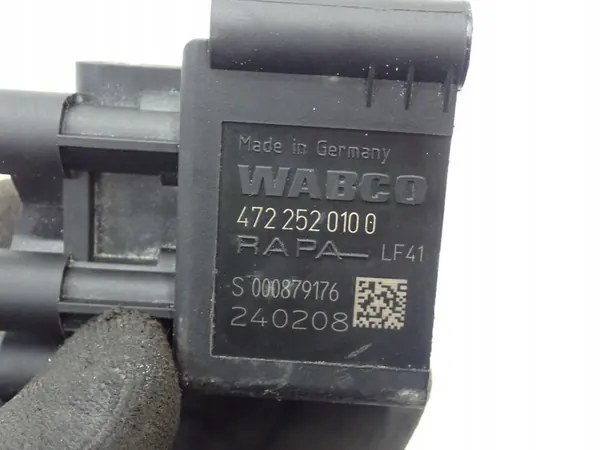 Made in Germany
WABCO
472 252 010 0
RAPA LF41
S 000879176
240208